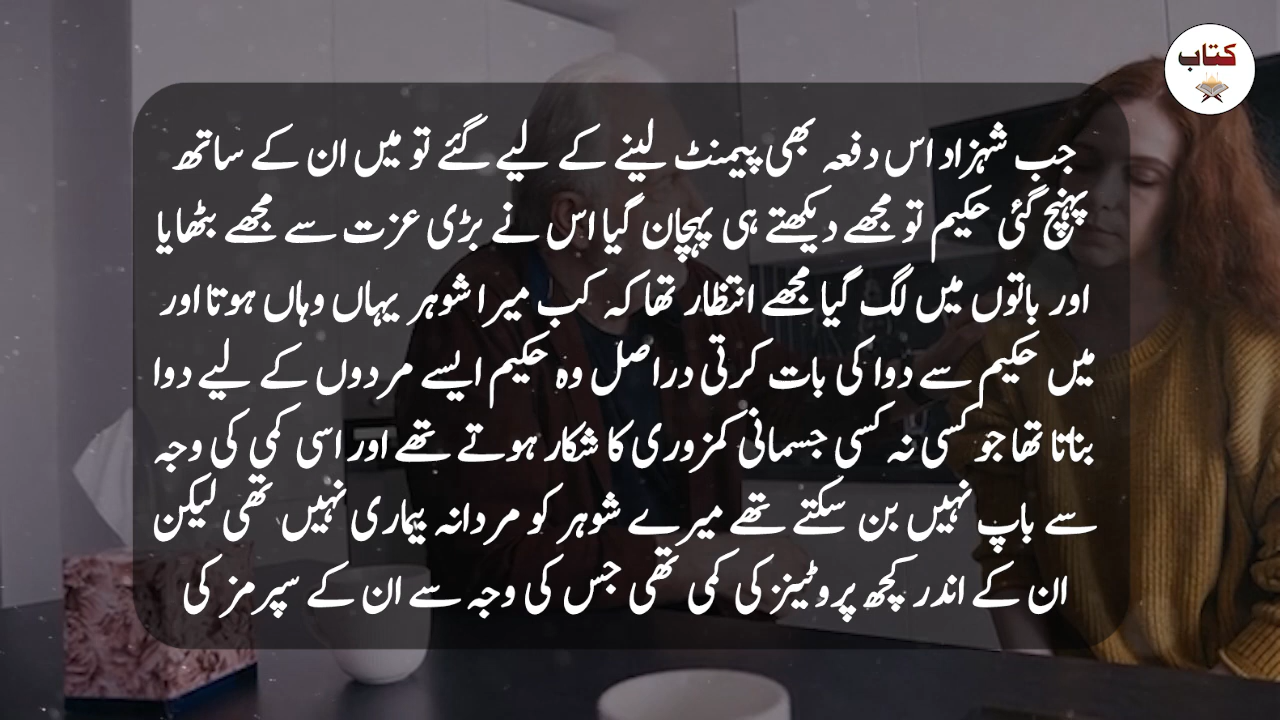 کتاب
جب شہزاد اس دفعہ بھی پیمنٹ لینے کے لیے گئے تو میں ان کے ساتھ
پہنچ گئی حکیم تو مجھے دیکھتے ہی پہچان گیا اس نے بڑی عزت سے مجھے بٹھایا
اور باتوں میں لگ گیا مجھے انتظار تھا کہ کب میرا شوہر یہاں وہاں ہوتا اور
میں حکیم سے دوا کی بات کرتی دراصل وہ حکیم ایسے مردوں کے لیے دوا
بناتا تھا جو کسی نہ کسی جسمانی کمزوری کا شکار ہوتے تھے اور اسی کمی کی وجہ
سے باپ نہیں بن سکتے تھے میرے شوہر کو مردانہ بیماری نہیں تھی لیکن
ان کے اندر کچھ پروٹینز کی کمی تھی جس کی وجہ سے ان کے سپرمز کی